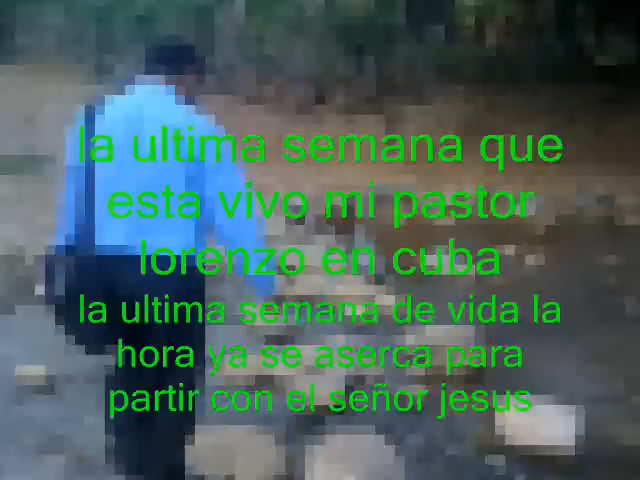 la ultima semana que
esta vivo mi pastor
lorenzo en cuba
la ultima semana de vida la
hora ya se aserca para
partir con el señor jesus